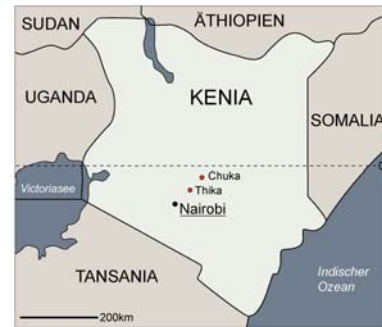 SUDAN
ÄTHIOPIEN
UGANDA
KENIA
SOMALIA
Victoriasee
Chuka
Thika
Nairobi
TANSANIA
Indischer
Ozean
200km